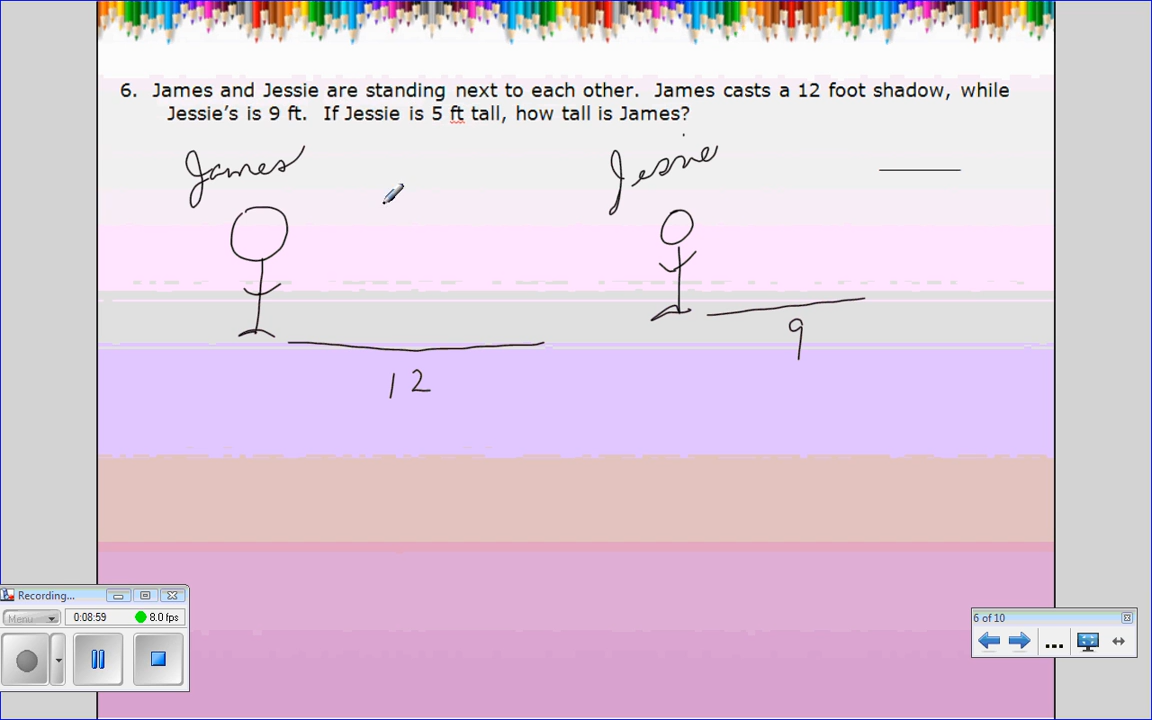 6. James and Jessie are standing next to each other. James casts a 12 foot shadow, while
Jessie's is 9 ft. If Jessie is 5 ft tall, how tall is James?
James
Jessie
9
12
Recording...
Menu
0:08:59
8.0 fps
6 of 10
...